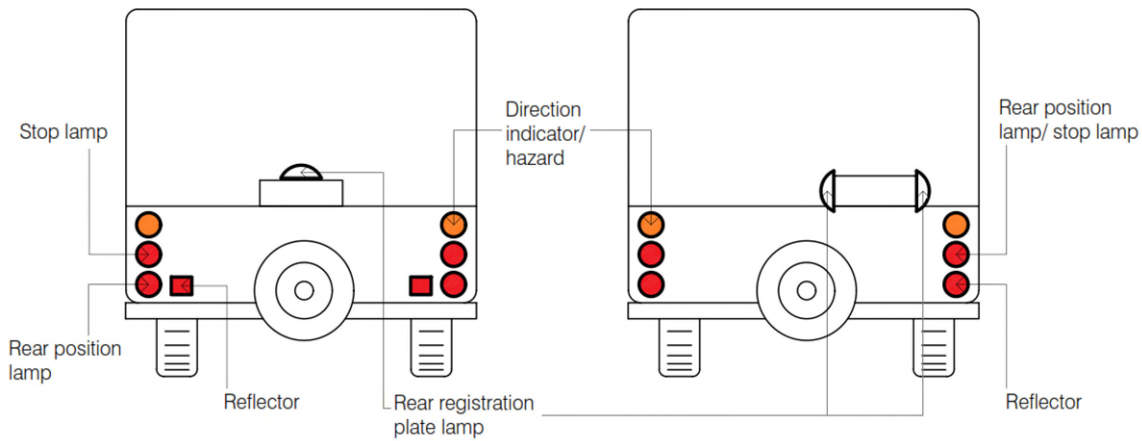 Stop lamp
Direction
indicator/
hazard
Rear position
lamp/ stop lamp
Rear position
lamp
Reflector
Rear registration
plate lamp
Reflector